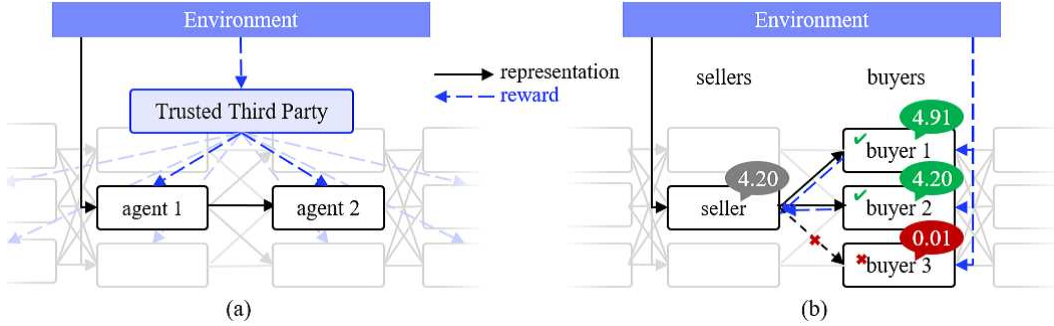 Environment
Trusted Third Party
agent 1
agent 2
(a)
representation
reward
Environment
sellers
buyers
4.91
buyer 1
4.20
seller
4.20
buyer 2
0.01
buyer 3
(b)